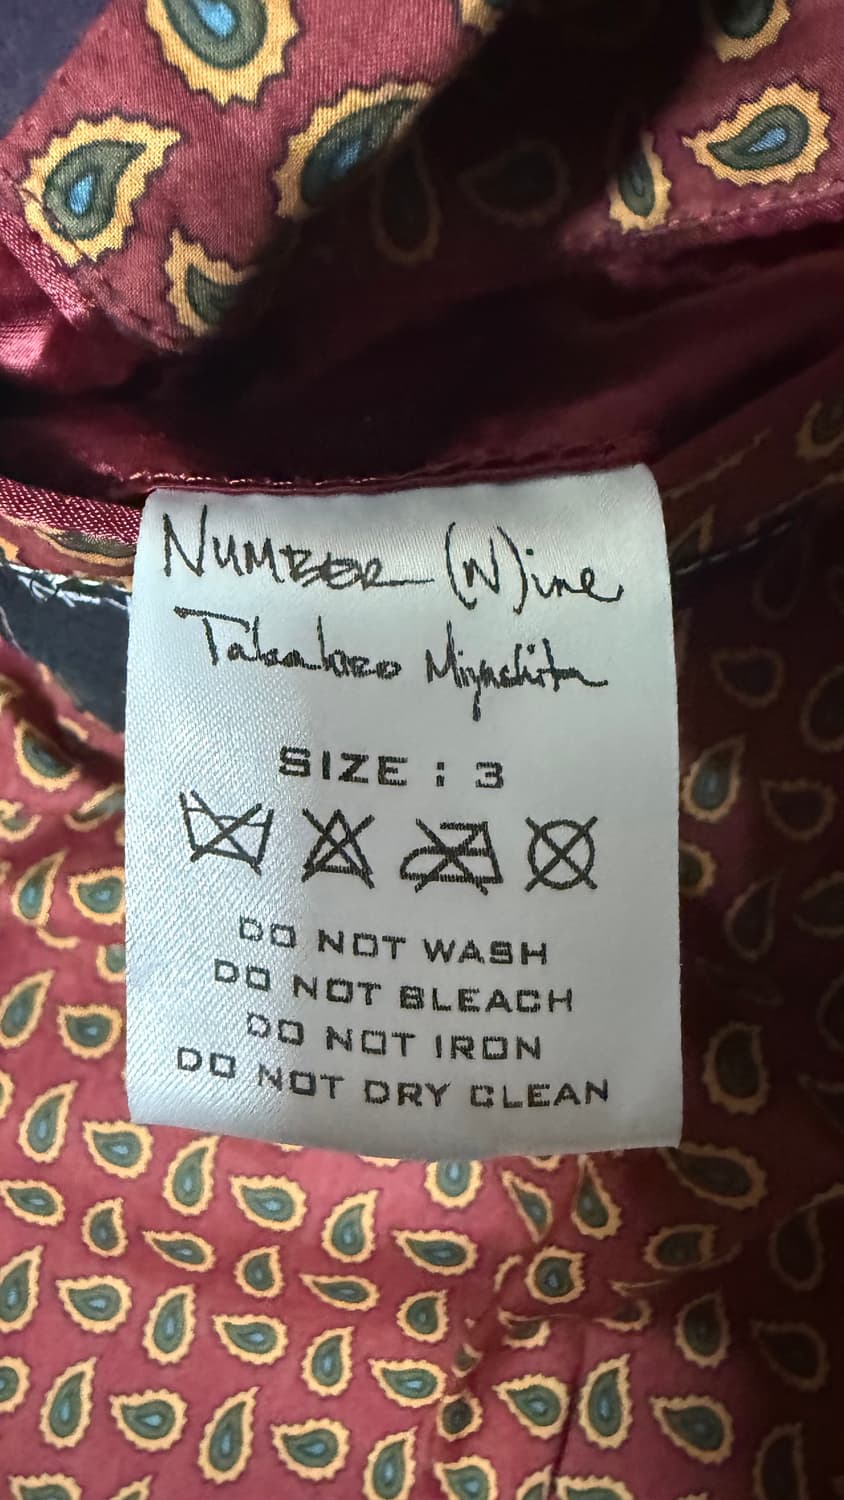 NUMBER (N)ine
Takahiro Miyashita
SIZE : 3
DO NOT WASH
DO NOT BLEACH
DO NOT IRON
DO NOT DRY CLEAN